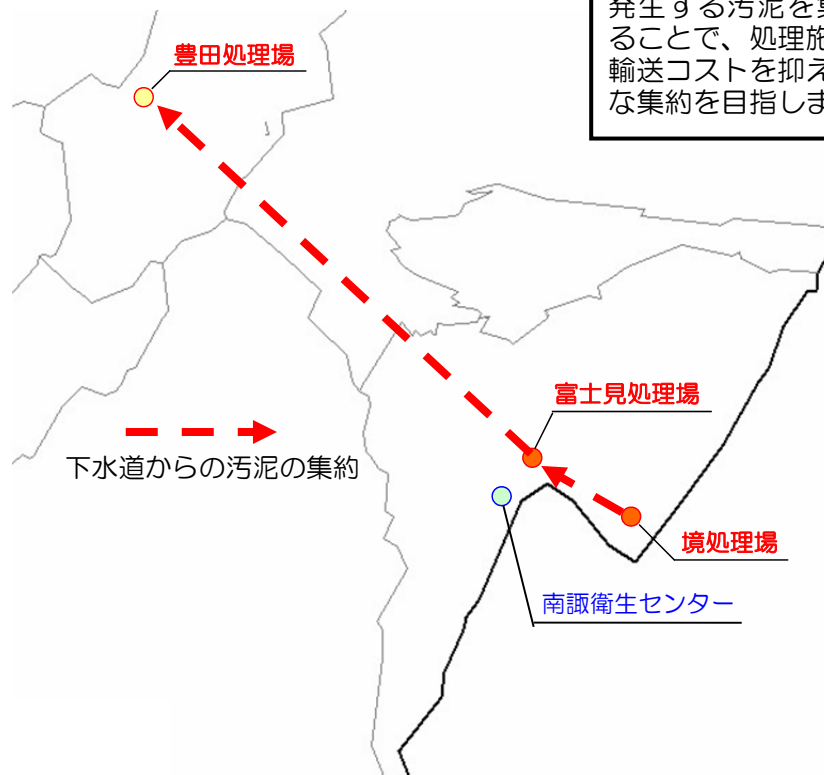 発生する汚泥を
ることで、処理施
輸送コストを抑え
な集約を目指しま
豊田処理場
富士見処理場
下水道からの汚泥の集約
境処理場
南諏衛生センター